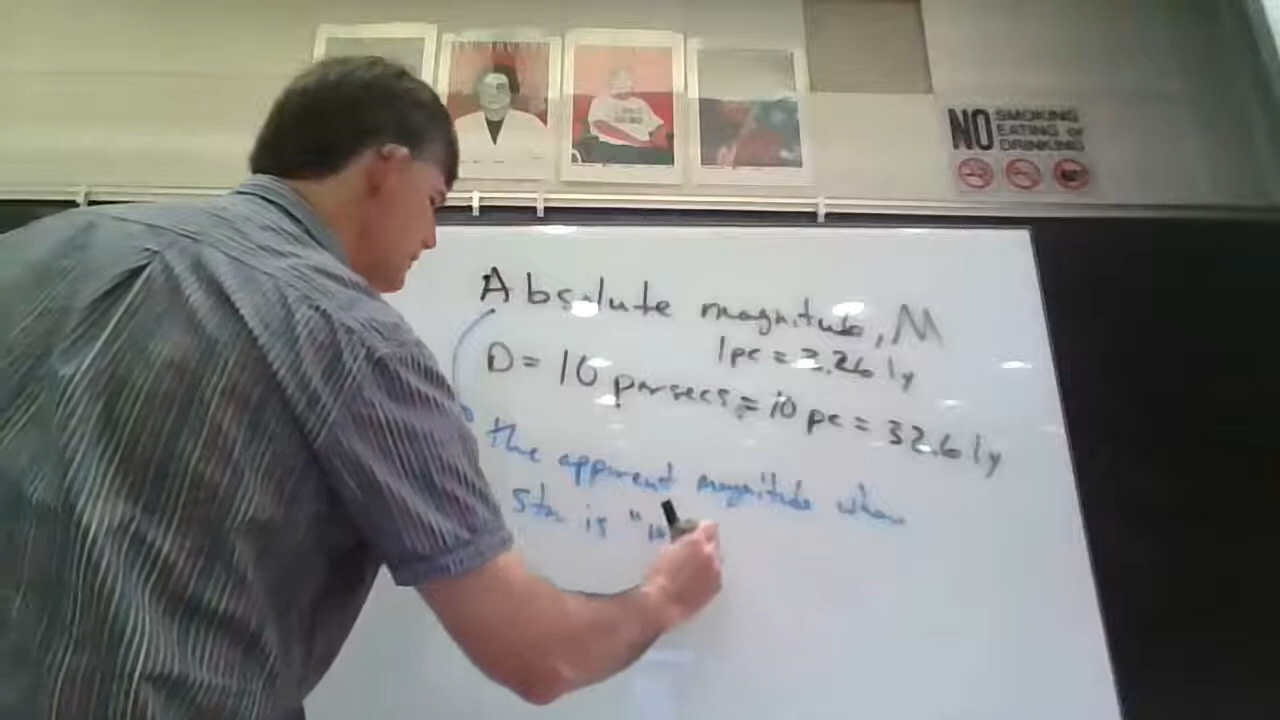 NO SMOKING
EATING or
DRINKING
Absolute magnitude, M
1pc = 3.26 ly
D = 10 parsecs = 10 pc = 32.6 ly
the apparent magnitude when
star is "